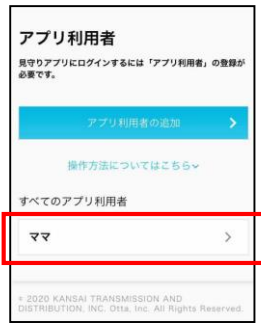 アプリ利用者
見守りアプリにログインするには「アプリ利用者」の登録が
必要です。
アプリ利用者の追加
操作方法についてはこちら
すべてのアプリ利用者
ママ
© 2020 KANSAI TRANSMISSION AND
DISTRIBUTION, INC. Otta, Inc. All Rights Reserved.